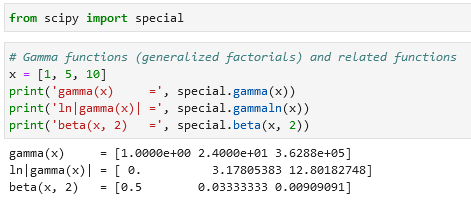 from scipy import special
# Gamma functions (generalized factorials) and related functions
x = [1, 5, 10]
print('gamma(x)     =', special.gamma(x))
print('ln|gamma(x)| =', special.gammaln(x))
print('beta(x, 2)   =', special.beta(x, 2))
gamma(x)     = [1.0000e+00 2.4000e+01 3.6288e+05]
ln|gamma(x)| = [ 0.          3.17805383 12.80182748]
beta(x, 2)   = [0.5        0.03333333 0.00909091]